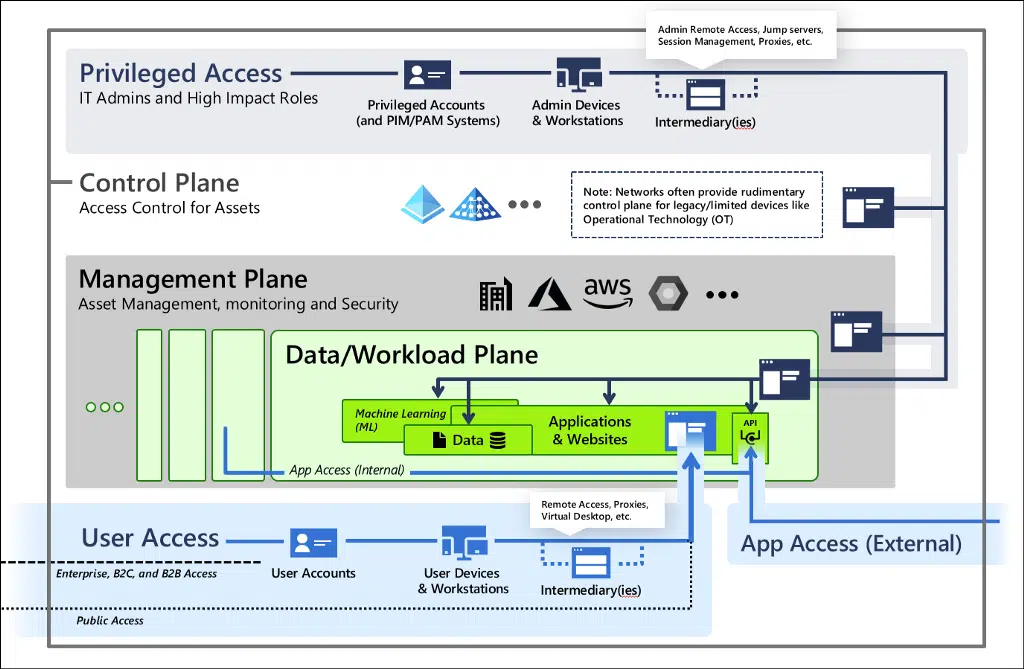 Admin Remote Access, Jump servers,
Session Management, Proxies, etc.
Privileged Access
IT Admins and High Impact Roles
Privileged Accounts
(and PIM/PAM Systems)
Admin Devices
& Workstations
Intermediary(ies)
Control Plane
Access Control for Assets
Note: Networks often provide rudimentary
control plane for legacy/limited devices like
Operational Technology (OT)
Management Plane
Asset Management, monitoring and Security
aws
Data/Workload Plane
Machine Learning
(ML)
Data
Applications
& Websites
API
App Access (Internal)
Remote Access, Proxies,
Virtual Desktop, etc.
User Access
Enterprise, B2C, and B2B Access
User Accounts
User Devices
& Workstations
Intermediary(ies)
App Access (External)
Public Access